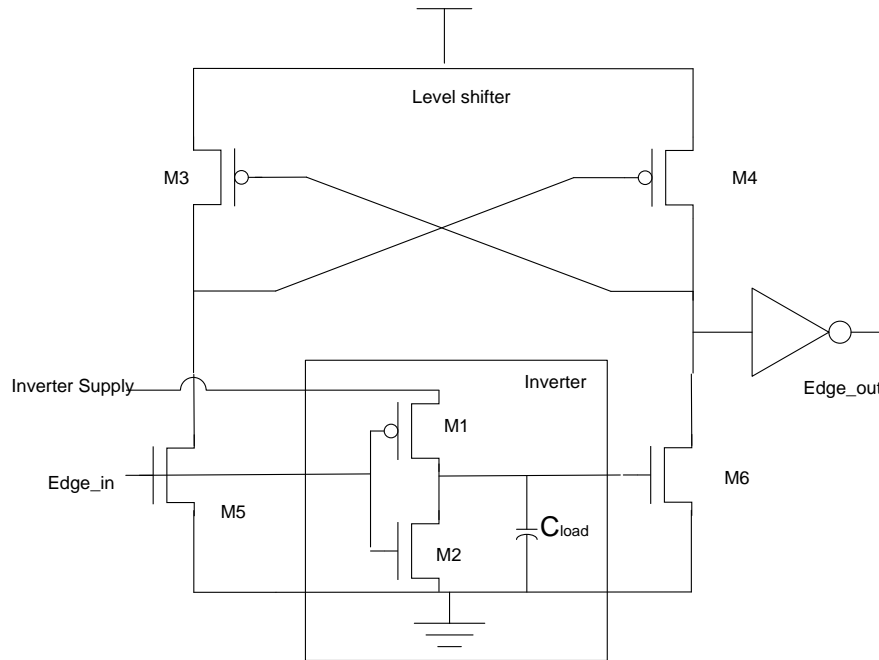 Level shifter
M3
M4
Inverter Supply
Inverter
M1
Edge_out
Edge_in
M5
M6
M2
Cload